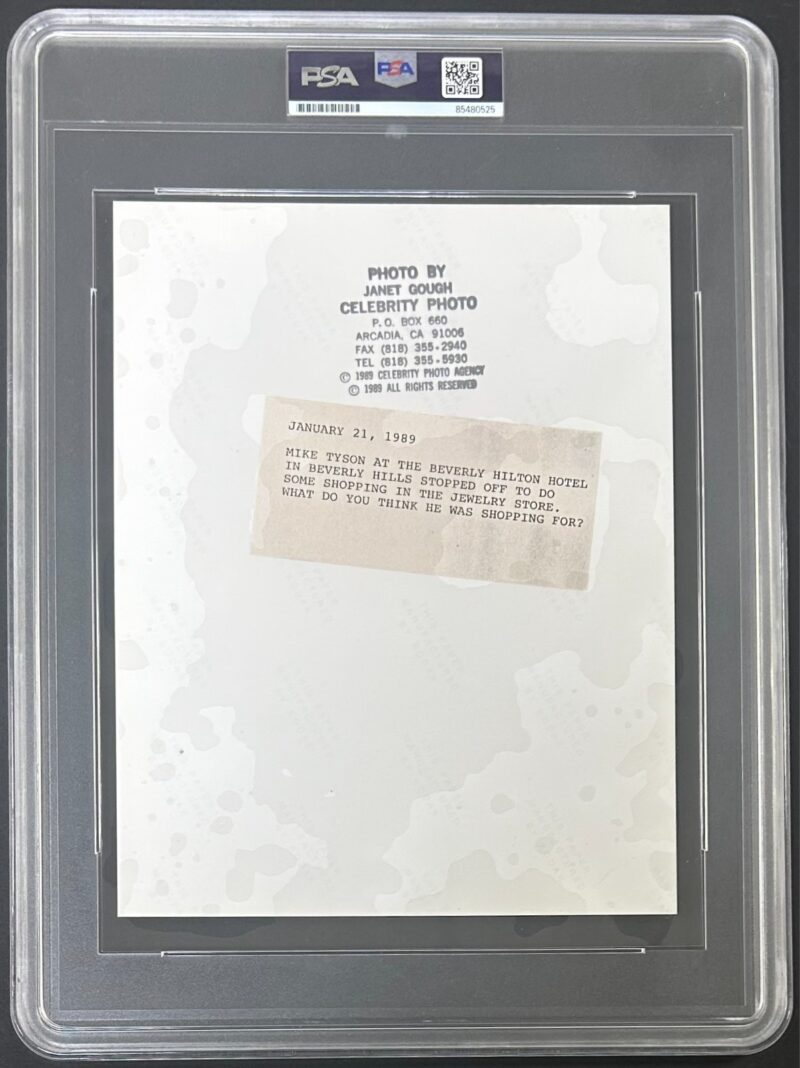 PSA
PSA
85480525
PHOTO BY
JANET GOUGH
CELEBRITY PHOTO
P.O. BOX 660
ARCADIA, CA 91006
FAX (818) 355-2940
TEL (818) 355-5930
© 1989 CELEBRITY PHOTO AGENCY
© 1989 ALL RIGHTS RESERVED
JANUARY 21, 1989
MIKE TYSON AT THE BEVERLY HILTON HOTEL
IN BEVERLY HILLS STOPPED OFF TO DO
SOME SHOPPING IN THE JEWELRY STORE.
WHAT DO YOU THINK HE WAS SHOPPING FOR?